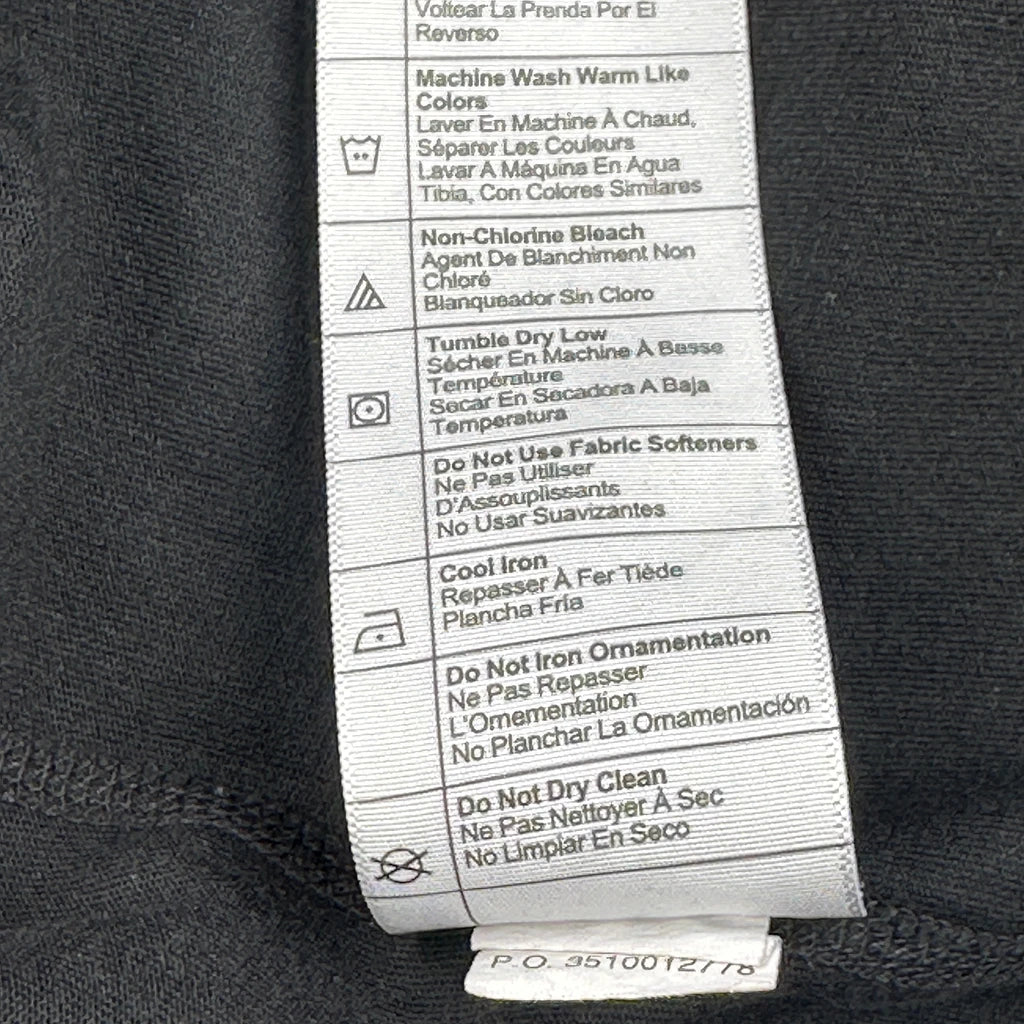 Voltear La Prenda Por El
Reverso
Machine Wash Warm Like
Colors
Laver En Machine À Chaud,
Séparer Les Couleurs
Lavar A Máquina En Agua
Tibia, Con Colores Similares
Non-Chlorine Bleach
Agent De Blanchiment Non
Chloré
Blanqueador Sin Cloro
Tumble Dry Low
Sécher En Machine À Basse
Température
Secar En Secadora A Baja
Temperatura
Do Not Use Fabric Softeners
Ne Pas Utiliser
D'Assouplissants
No Usar Suavizantes
Cool Iron
Repasser À Fer Tiède
Plancha Fría
Do Not Iron Ornamentation
Ne Pas Repasser
L'Ornementation
No Planchar La Ornamentación
Do Not Dry Clean
Ne Pas Nettoyer À Sec
No Limpiar En Seco
P.O. 3510012778